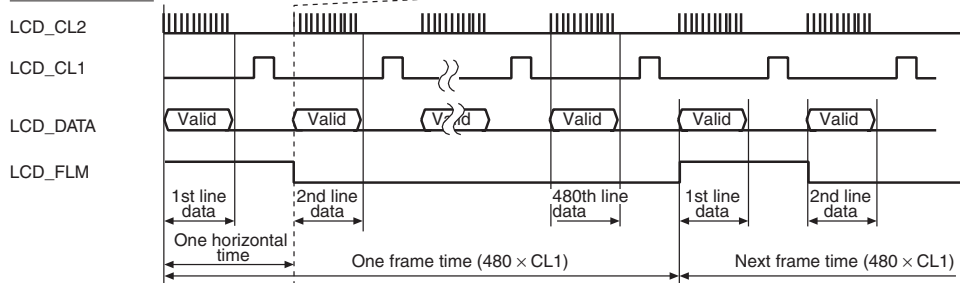 LCD_CL2
LCD_CL1
LCD_DATA
Valid
Valid
Valid
Valid
Valid
Valid
LCD_FLM
1st line
data
2nd line
data
480th line
data
1st line
data
2nd line
data
One horizontal
time
One frame time (480 × CL1)
Next frame time (480 × CL1)